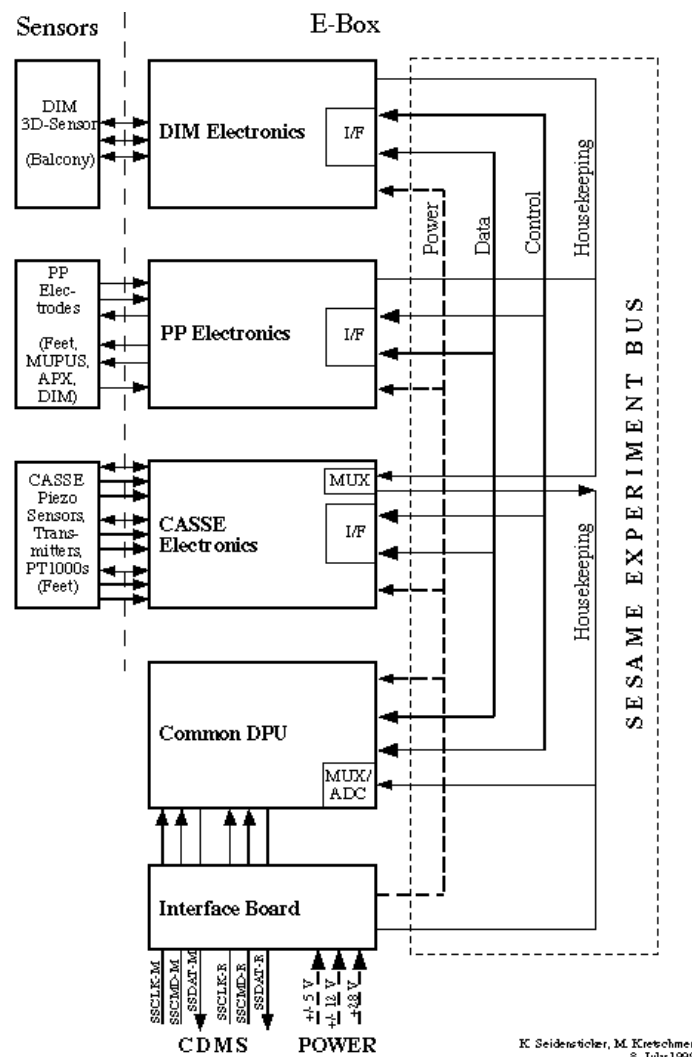 Sensors
E-Box
DIM
3D-Sensor
(Balcony)
DIM Electronics
I/F
Power
Data
Control
Housekeeping
PP
Elec-
trodes
(Feet,
MUPUS,
APX,
DIM)
PP Electronics
I/F
CASSE
Piezo
Sensors,
Trans-
mitters,
PT1000s
(Feet)
CASSE
Electronics
MUX
I/F
Housekeeping
SESAME EXPERIMENT BUS
Common DPU
MUX/
ADC
Interface Board
SSCLK-M
SSCMD-M
SSDAT-M
SSCLK-R
SSCMD-R
SSDAT-R
+/-5 V
+/-12 V
+28 V
CDMS
POWER
K. Seidensticker, M. Kretschmer